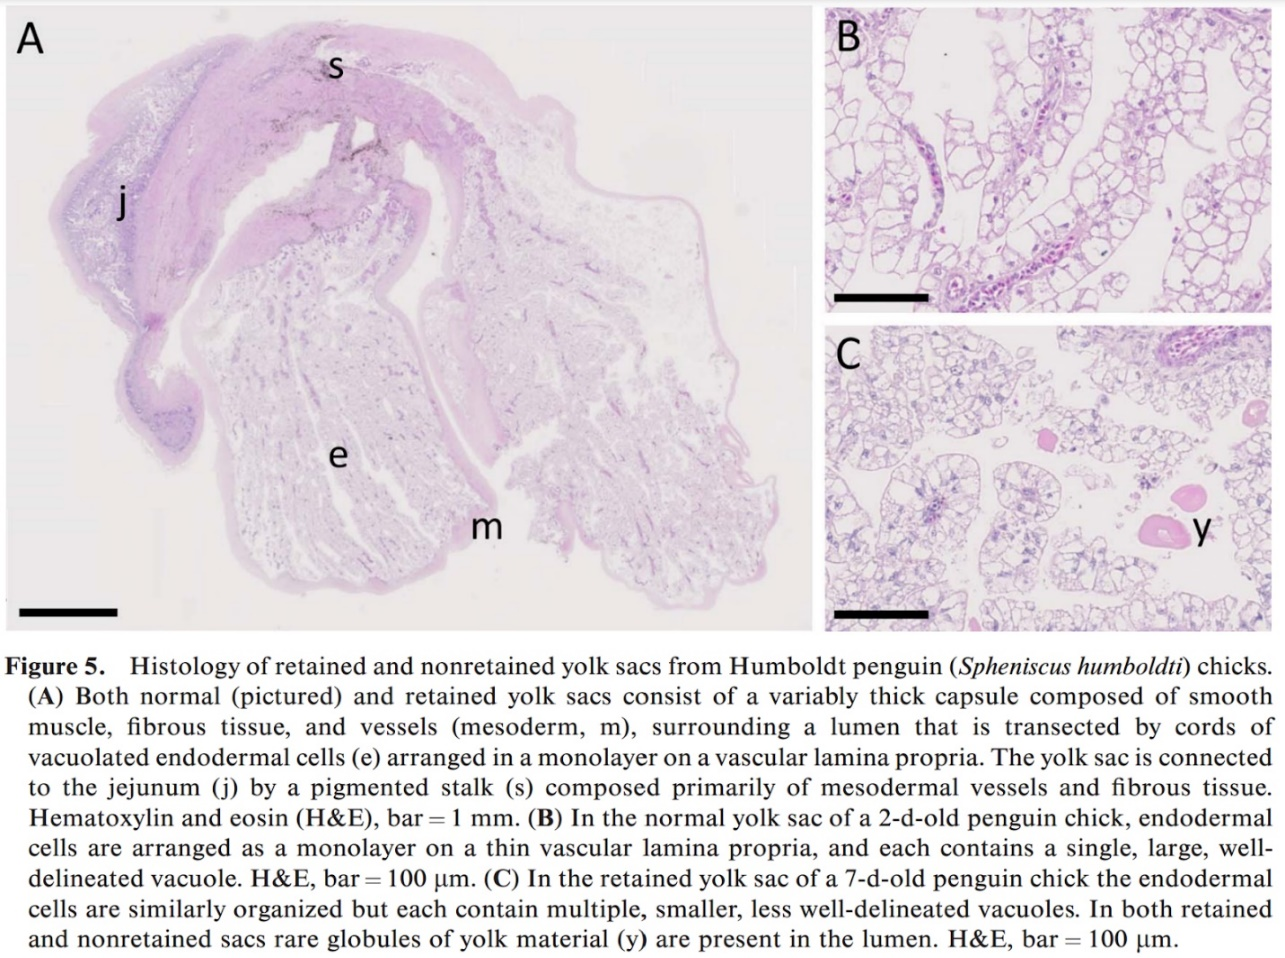 A
s
j
e
m
B
C
y
Figure 5. Histology of retained and nonretained yolk sacs from Humboldt penguin (Spheniscus humboldti) chicks.
(A) Both normal (pictured) and retained yolk sacs consist of a variably thick capsule composed of smooth
muscle, fibrous tissue, and vessels (mesoderm, m), surrounding a lumen that is transected by cords of
vacuolated endodermal cells (e) arranged in a monolayer on a vascular lamina propria. The yolk sac is connected
to the jejunum (j) by a pigmented stalk (s) composed primarily of mesodermal vessels and fibrous tissue.
Hematoxylin and eosin (H&E), bar = 1 mm. (B) In the normal yolk sac of a 2-d-old penguin chick, endodermal
cells are arranged as a monolayer on a thin vascular lamina propria, and each contains a single, large, well-
delineated vacuole. H&E, bar = 100 μm. (C) In the retained yolk sac of a 7-d-old penguin chick the endodermal
cells are similarly organized but each contain multiple, smaller, less well-delineated vacuoles. In both retained
and nonretained sacs rare globules of yolk material (y) are present in the lumen. H&E, bar = 100 μm.